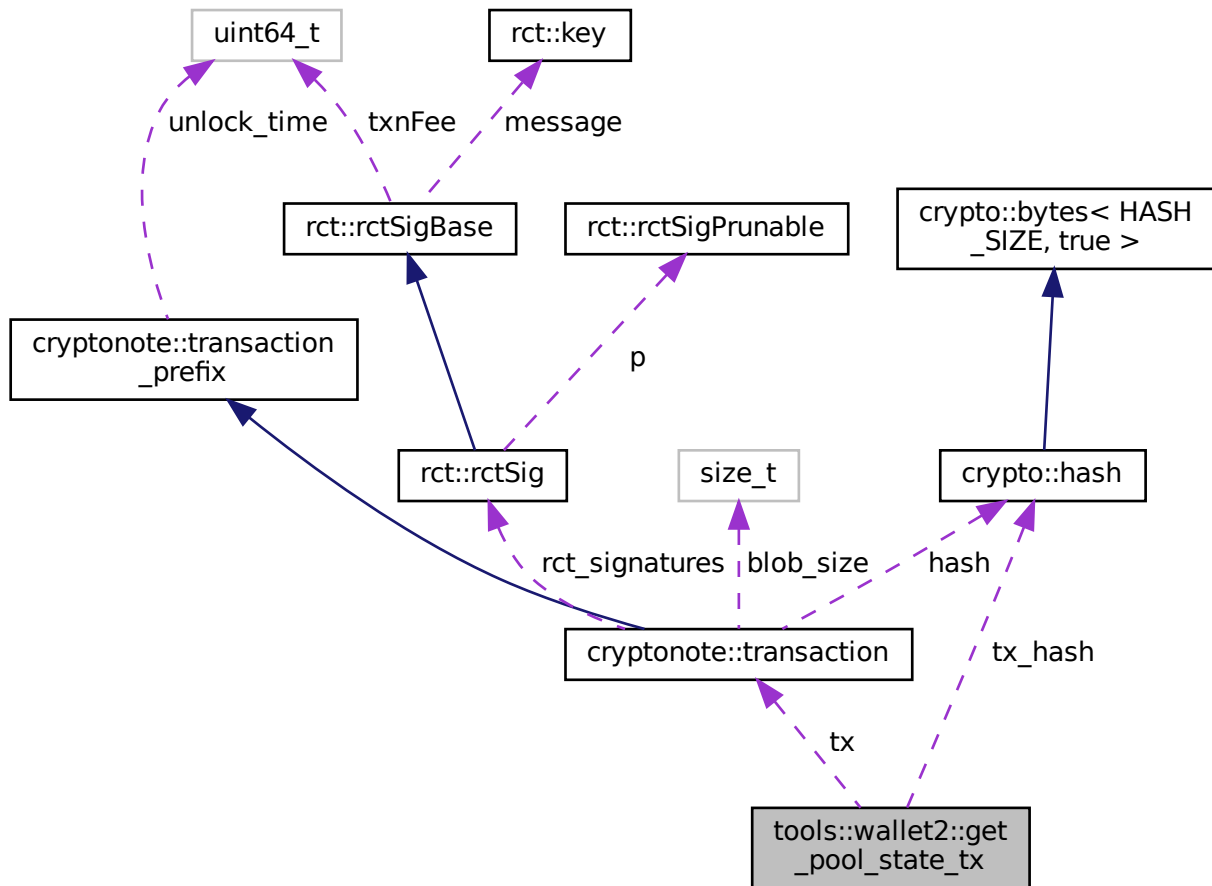 uint64_t
rct::key
unlock_time
txnFee
message
rct::rctSigBase
rct::rctSigPrunable
crypto::bytes< HASH
_SIZE, true >
cryptonote::transaction
_prefix
p
rct::rctSig
size_t
crypto::hash
rct_signatures
blob_size
hash
cryptonote::transaction
tx_hash
tx
tools::wallet2::get
_pool_state_tx